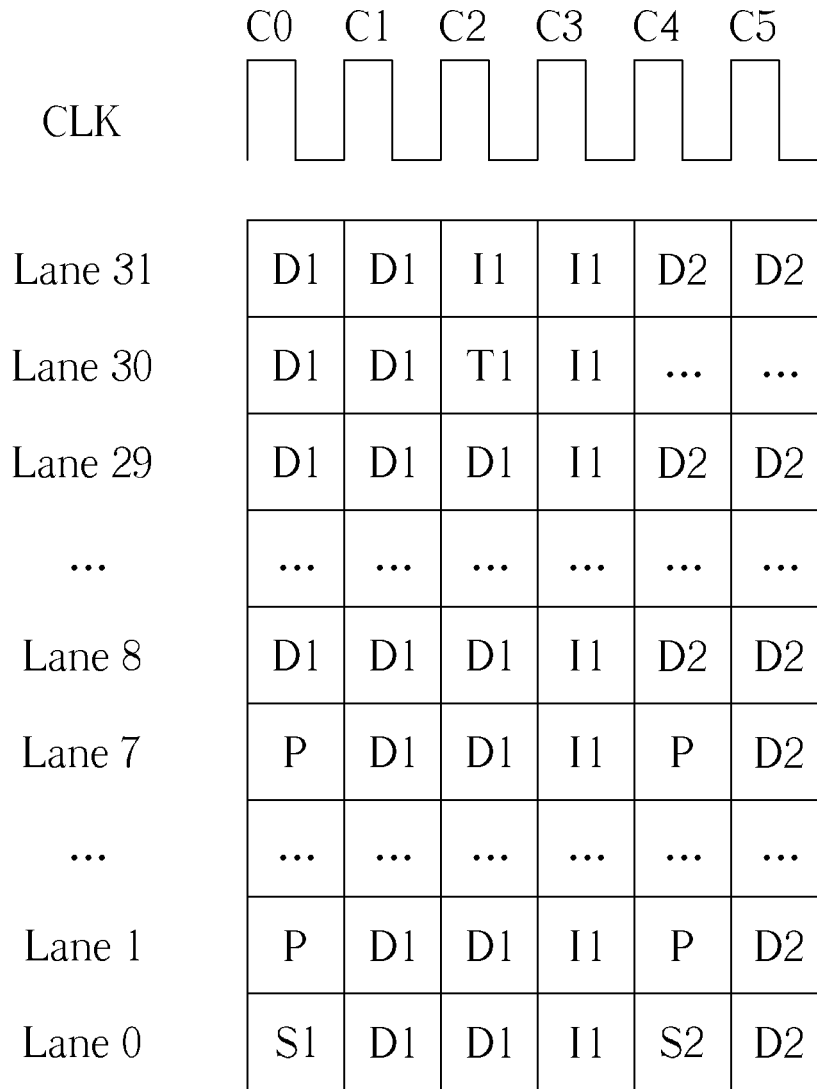 C0 C1 C2 C3 C4 C5
CLK
Lane 31 D1 D1 I1 I1 D2 D2
Lane 30 D1 D1 T1 I1 ... ...
Lane 29 D1 D1 D1 I1 D2 D2
... ... ... ... ... ... ...
Lane 8 D1 D1 D1 I1 D2 D2
Lane 7 P D1 D1 I1 P D2
... ... ... ... ... ... ...
Lane 1 P D1 D1 I1 P D2
Lane 0 S1 D1 D1 I1 S2 D2